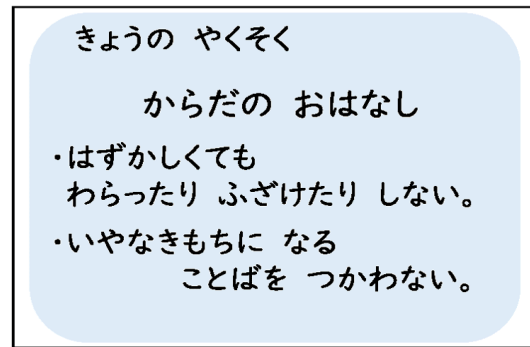 きょうの やくそく
からだの おはなし
・はずかしくても
わらったり ふざけたり しない。
・いやなきもちに なる
ことばを つかわない。